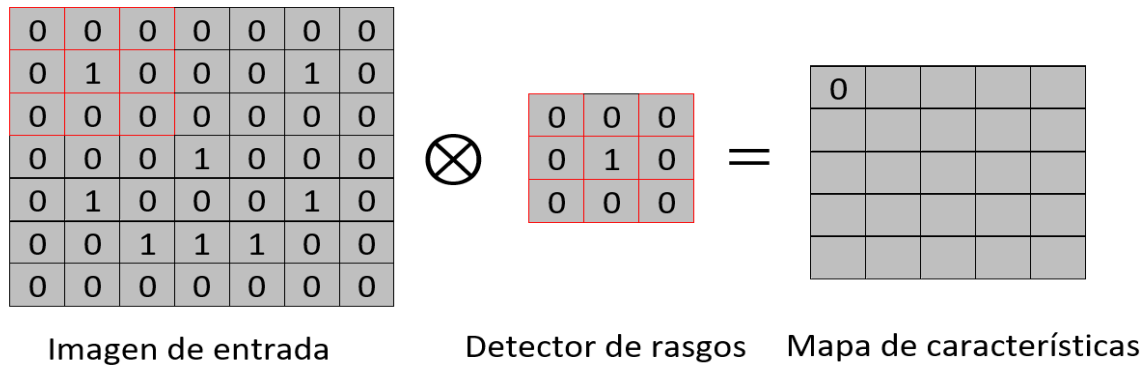 0 0 0 0 0 0 0
0 1 0 0 0 1 0
0 0 0 0 0 0 0
0 0 0 1 0 0 0
0 1 0 0 0 1 0
0 0 1 1 1 0 0
0 0 0 0 0 0 0
⊗
0 0 0
0 1 0
0 0 0
=
0
Imagen de entrada
Detector de rasgos
Mapa de características